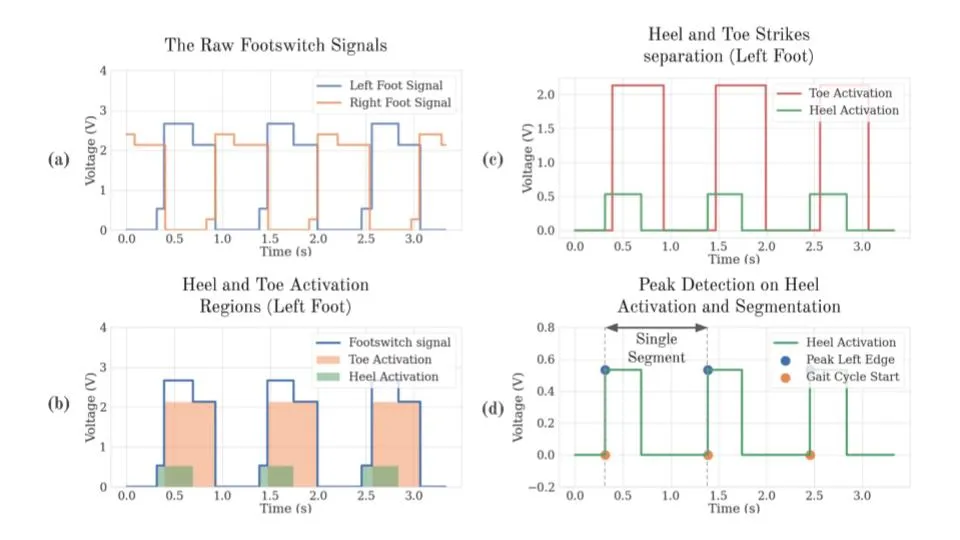 The Raw Footswitch Signals
(a)
Voltage (V)
4
3
2
1
0
Left Foot Signal
Right Foot Signal
0.0 0.5 1.0 1.5 2.0 2.5 3.0
Time (s)
Heel and Toe Strikes
separation (Left Foot)
(c)
Voltage (V)
2.0
1.5
1.0
0.5
0.0
Toe Activation
Heel Activation
0.0 0.5 1.0 1.5 2.0 2.5 3.0
Time (s)
Heel and Toe Activation
Regions (Left Foot)
(b)
Voltage (V)
4
3
2
1
0
Footswitch signal
Toe Activation
Heel Activation
0.0 0.5 1.0 1.5 2.0 2.5 3.0
Time (s)
Peak Detection on Heel
Activation and Segmentation
(d)
Voltage (V)
0.8
0.6
0.4
0.2
0.0
−0.2
Single
Segment
Heel Activation
Peak Left Edge
Gait Cycle Start
0.0 0.5 1.0 1.5 2.0 2.5 3.0
Time (s)